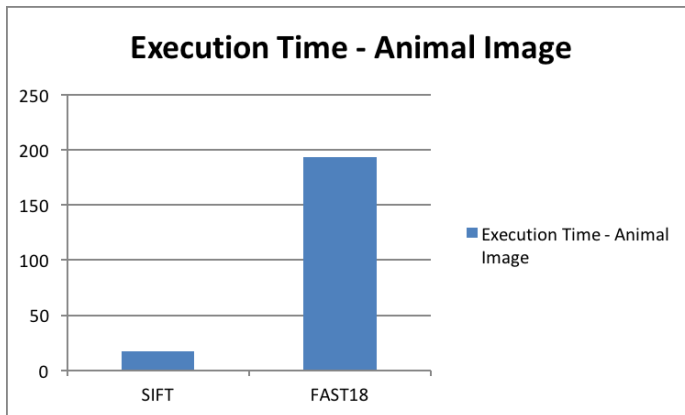 Execution Time - Animal Image
250
200
150
100
50
0
SIFT
FAST18
Execution Time - Animal
Image